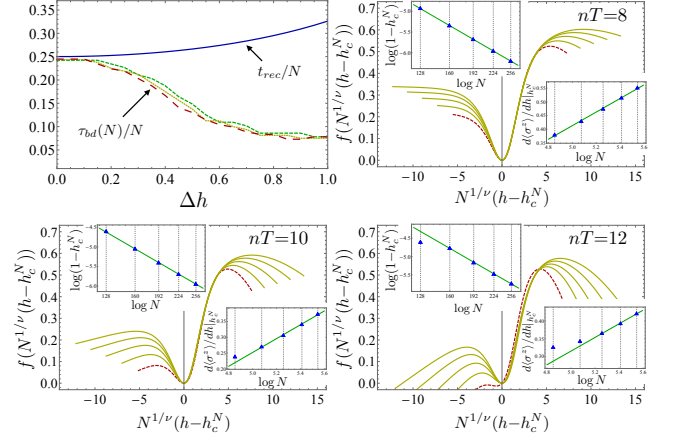 0.35
0.30
0.25
0.20
0.15
0.10
0.05
0.0 0.2 0.4 0.6 0.8 1.0
Δh
t_rec/N
τ_bd(N)/N
nT=8
f(N^{1/ν}(h−h_c^N))
0.7
0.6
0.5
0.4
0.3
0.2
0.1
0.0
−10 −5 0 5 10 15
N^{1/ν}(h−h_c^N)
log(1−h_c^N)
−5.0
−5.5
−6.0
128 160 192 224 256
log N
d⟨σ^z⟩/dh|_{h_c^N}
0.55
0.50
0.45
0.40
0.35
4.8 5.0 5.2 5.4 5.6
log N
nT=10
f(N^{1/ν}(h−h_c^N))
0.7
0.6
0.5
0.4
0.3
0.2
0.1
0.0
−10 −5 0 5 10 15
N^{1/ν}(h−h_c^N)
log(1−h_c^N)
−4.5
−5.0
−5.5
−6.0
128 160 192 224 256
log N
d⟨σ^z⟩/dh|_{h_c^N}
0.35
0.30
0.25
0.20
4.8 5.0 5.2 5.4 5.6
log N
nT=12
f(N^{1/ν}(h−h_c^N))
0.7
0.6
0.5
0.4
0.3
0.2
0.1
0.0
−10 −5 0 5 10 15
N^{1/ν}(h−h_c^N)
log(1−h_c^N)
−4.5
−5.0
−5.5
128 160 192 224 256
log N
d⟨σ^z⟩/dh|_{h_c^N}
0.40
0.35
0.30
4.8 5.0 5.2 5.4 5.6
log N